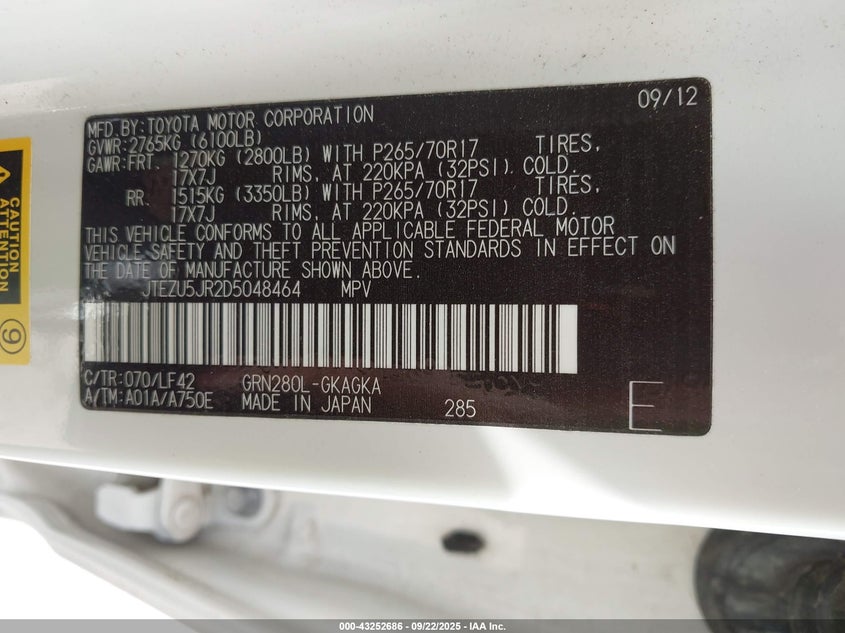 09/12
MFD.BY:TOYOTA MOTOR CORPORATION
GVWR:2765KG (6100LB)
GAWR:FRT. 1270KG (2800LB) WITH P265/70R17 TIRES,
17X7J RIMS, AT 220KPA (32PSI) COLD.
RR. 1515KG (3350LB) WITH P265/70R17 TIRES,
17X7J RIMS, AT 220KPA (32PSI) COLD.
THIS VEHICLE CONFORMS TO ALL APPLICABLE FEDERAL MOTOR
VEHICLE SAFETY AND THEFT PREVENTION STANDARDS IN EFFECT ON
THE DATE OF MANUFACTURE SHOWN ABOVE.
JTEZU5JR2D5048464 MPV
C/TR:070/LF42 GRN280L-GKAGKA
A/TM:A01A/A750E MADE IN JAPAN 285
E
CAUTION
ATTENTION
9
000-43252686 - 09/22/2025 - IAA Inc.